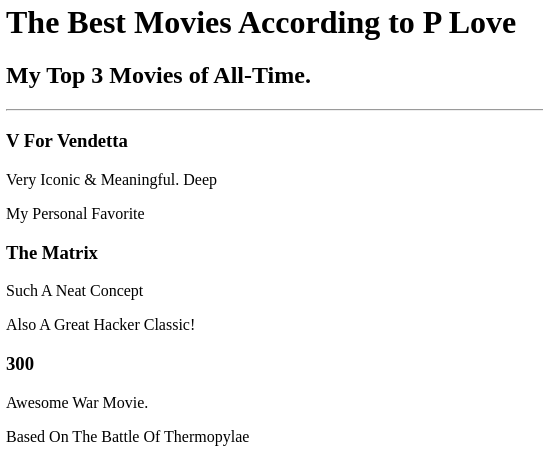 The Best Movies According to P Love
My Top 3 Movies of All-Time.
V For Vendetta
Very Iconic & Meaningful. Deep
My Personal Favorite
The Matrix
Such A Neat Concept
Also A Great Hacker Classic!
300
Awesome War Movie.
Based On The Battle Of Thermopylae